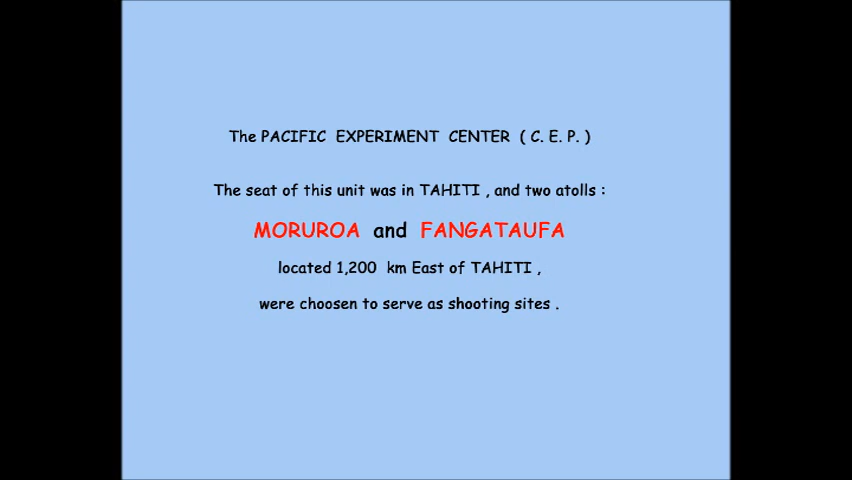 The PACIFIC EXPERIMENT CENTER ( C. E. P. )
The seat of this unit was in TAHITI , and two atolls :
MORUROA and FANGATAUFA
located 1,200 km East of TAHITI ,
were choosen to serve as shooting sites .